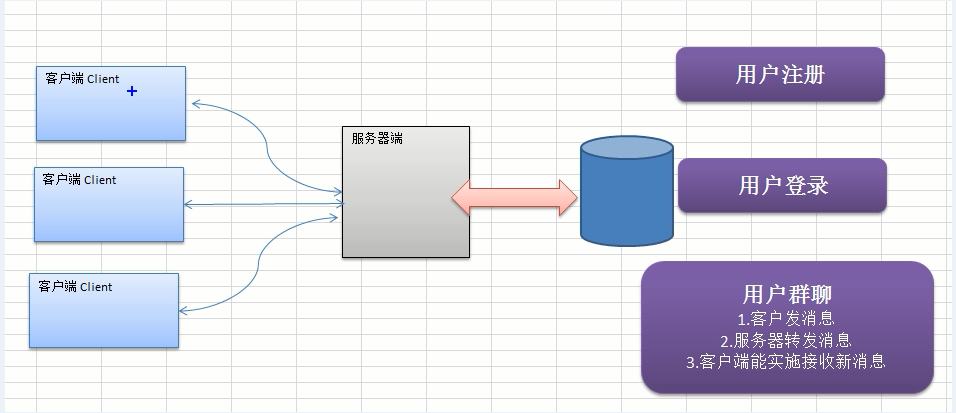 客户端 Client
客户端 Client
客户端 Client
服务器端
用户注册
用户登录
用户群聊
1.客户发消息
2.服务器转发消息
3.客户端能实施接收新消息